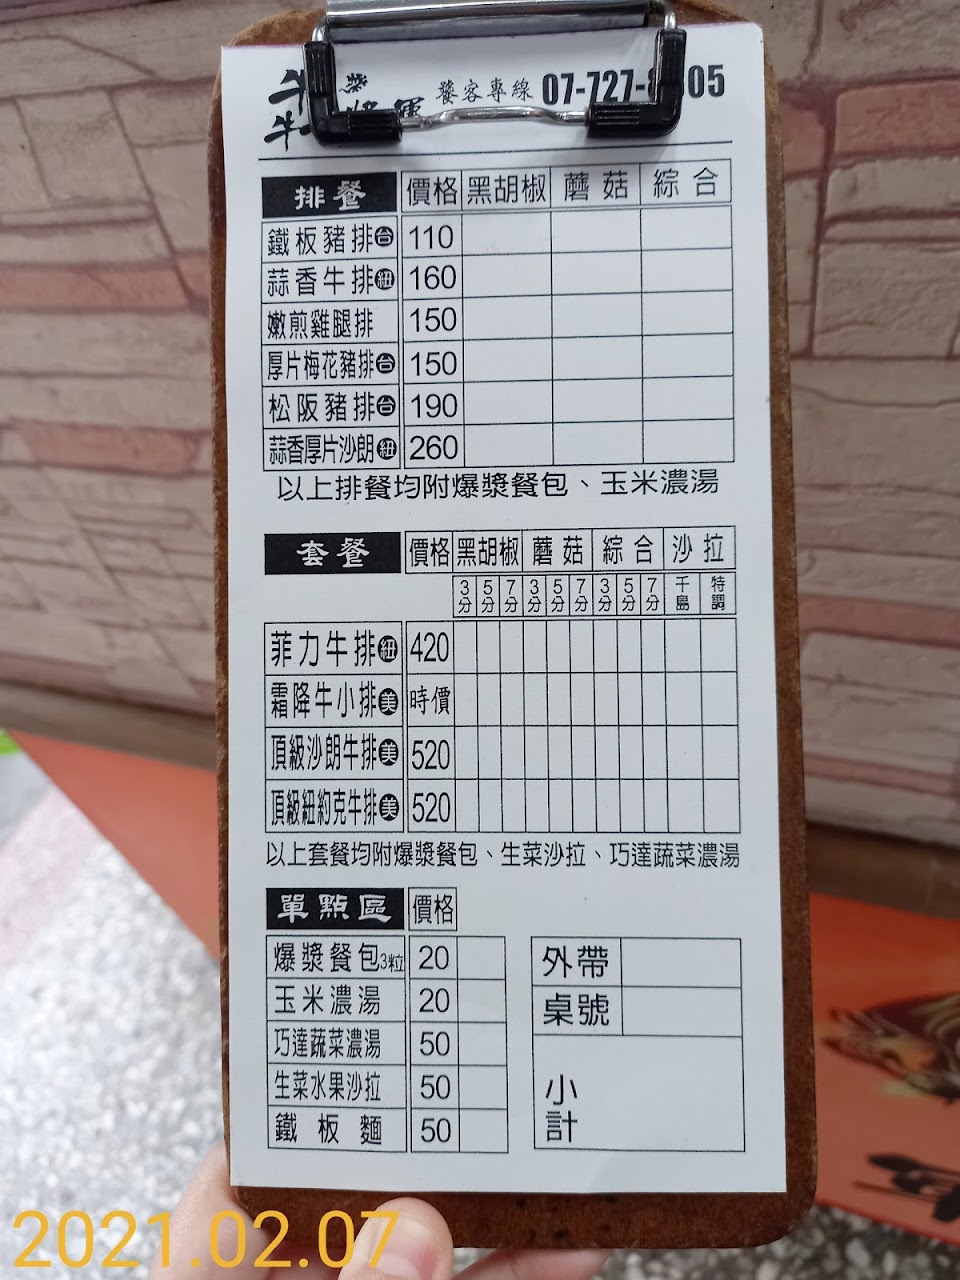 饕客專線 07-727-8 05
排餐 價格 黑胡椒 蘑菇 綜合
鐵板豬排台 110
蒜香牛排紐 160
嫩煎雞腿排 150
厚片梅花豬排台 150
松阪豬排台 190
蒜香厚片沙朗紐 260
以上排餐均附爆漿餐包、玉米濃湯
套餐 價格 黑胡椒 蘑菇 綜合 沙拉
3分 5分 7分 3分 5分 7分 3分 5分 7分 千島 特調
菲力牛排紐 420
霜降牛小排美 時價
頂級沙朗牛排美 520
頂級紐約克牛排美 520
以上套餐均附爆漿餐包、生菜沙拉、巧達蔬菜濃湯
單點區 價格
爆漿餐包3粒 20
玉米濃湯 20
巧達蔬菜濃湯 50
生菜水果沙拉 50
鐵板麵 50
外帶
桌號
小計
2021.02.07